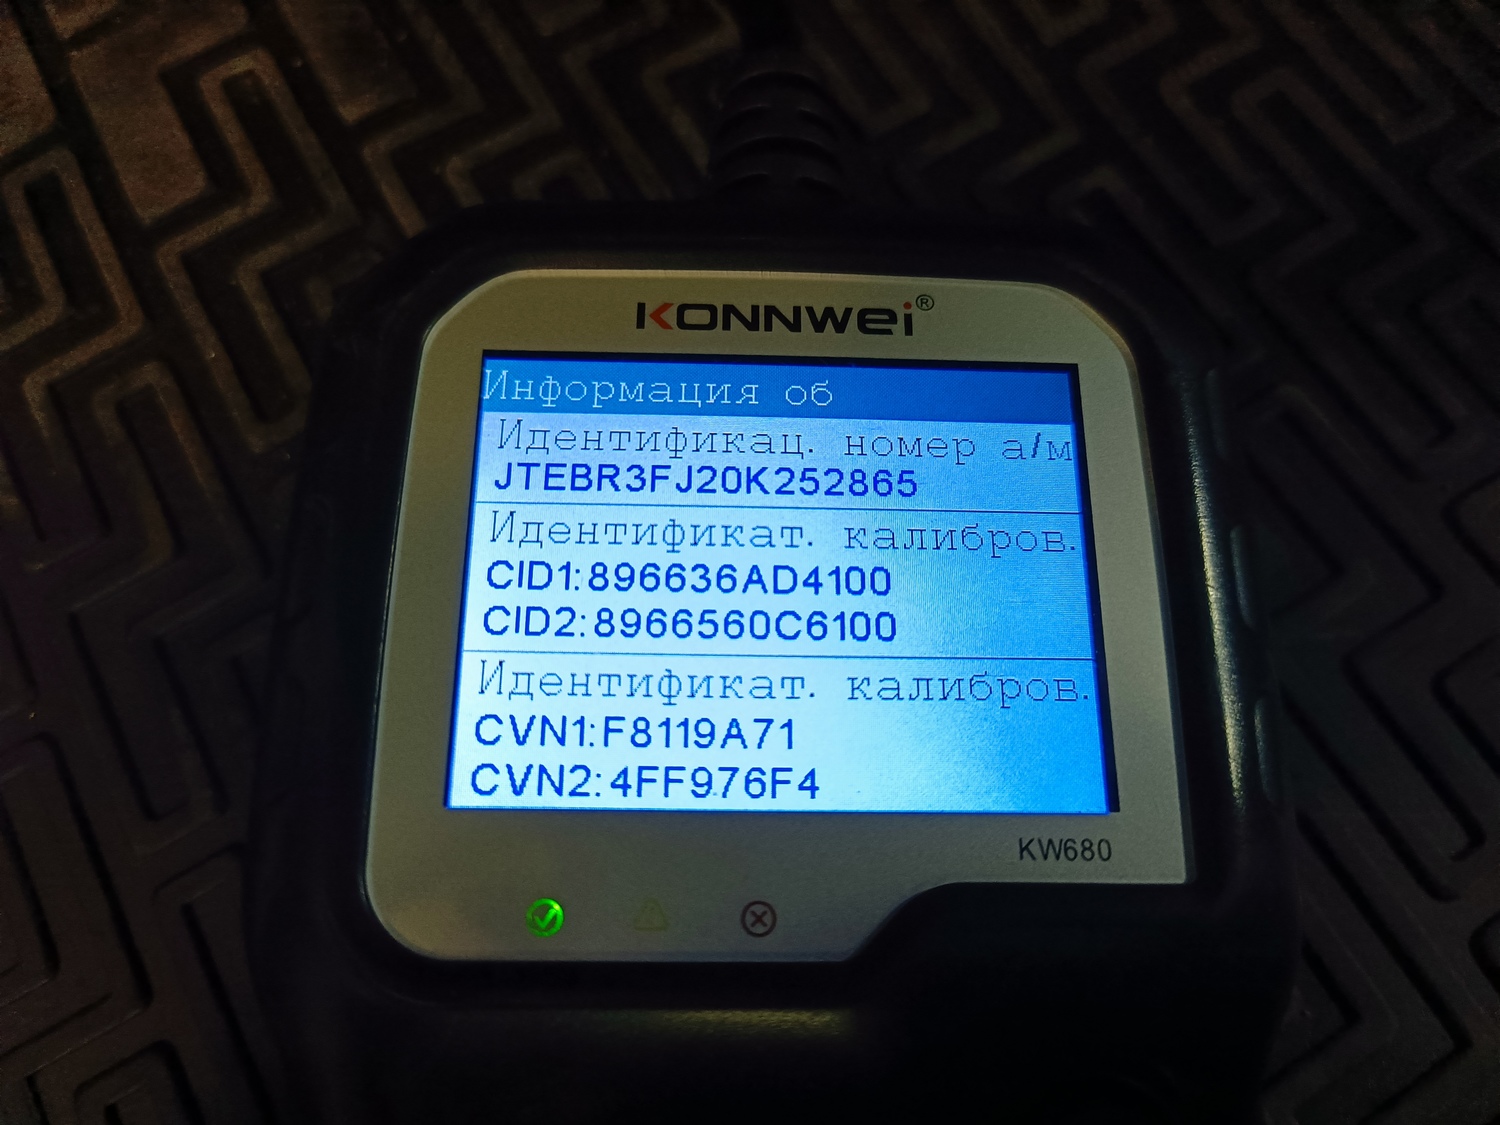 KONNWEI®
Информация об
Идентификац. номер а/м
JTEBR3FJ20K252865
Идентификат. калибров.
CID1:896636AD4100
CID2:8966560C6100
Идентификат. калибров.
CVN1:F8119A71
CVN2:4FF976F4
KW680